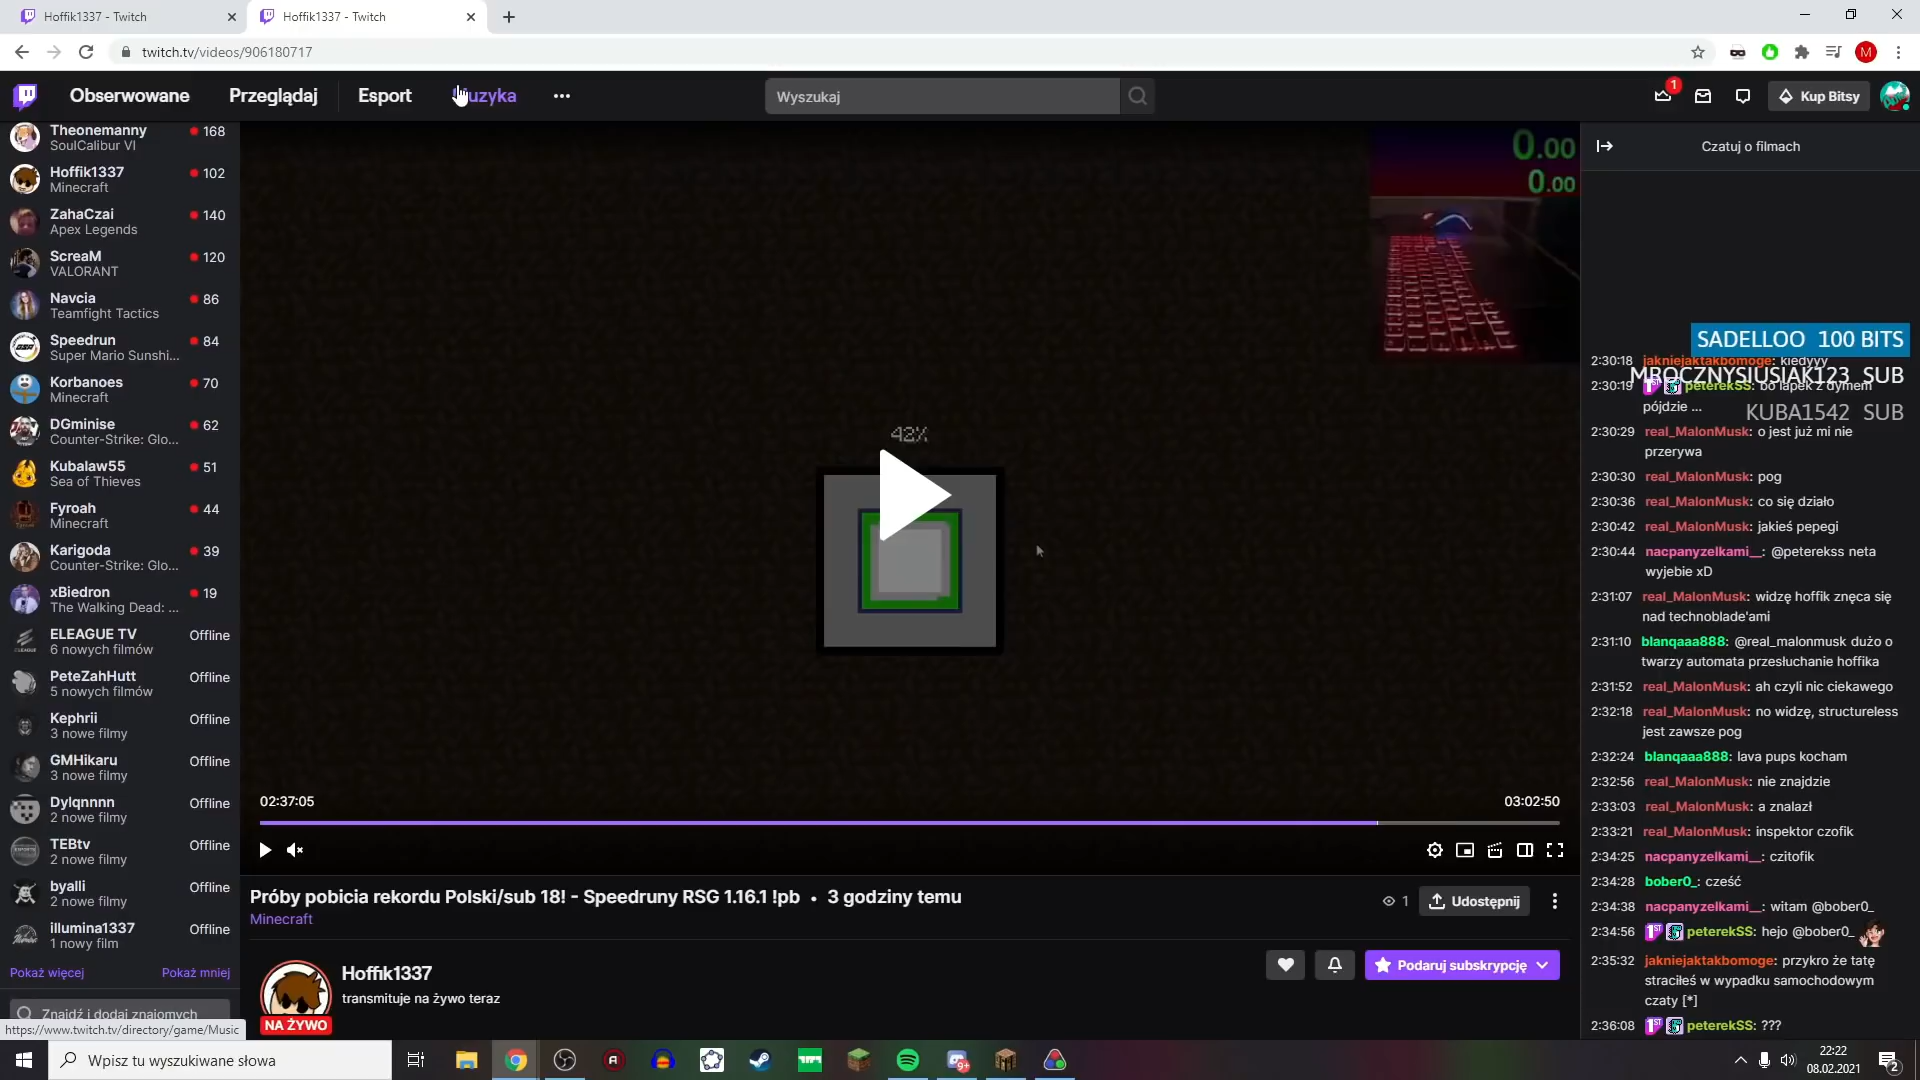 Hoffik1337 - Twitch
Hoffik1337 - Twitch
twitch.tv/videos/906180717
M
Obserwowane
Przeglądaj
Esport
uzyka
Wyszukaj
1
Kup Bitsy
Theonemanny 168
SoulCalibur VI
Hoffik1337 102
Minecraft
ZahaCzai 140
Apex Legends
ScreaM 120
VALORANT
Navcia 86
Teamfight Tactics
Speedrun 84
Super Mario Sunshi...
Korbanoes 70
Minecraft
DGminise 62
Counter-Strike: Glo...
Kubalaw55 51
Sea of Thieves
Fyroah 44
Minecraft
Karigoda 39
Counter-Strike: Glo...
xBiedron 19
The Walking Dead: ...
ELEAGUE TV Offline
6 nowych filmów
PeteZahHutt Offline
5 nowych filmów
Kephrii Offline
3 nowe filmy
GMHikaru Offline
3 nowe filmy
Dylqnnnn Offline
2 nowe filmy
TEBtv Offline
2 nowe filmy
byalli Offline
2 nowe filmy
illumina1337 Offline
1 nowy film
Pokaż więcej Pokaż mniej
Znajdź i dodaj znajomych
https://www.twitch.tv/directory/game/Music
0.00
0.00
42%
02:37:05
03:02:50
Próby pobicia rekordu Polski/sub 18! - Speedruny RSG 1.16.1 !pb • 3 godziny temu
Minecraft
1
Udostępnij
Hoffik1337
transmituje na żywo teraz
NA ŻYWO
Podaruj subskrypcję
Czatuj o filmach
SADELLOO 100 BITS
2:30:18 jakniejaktakbomoge: kiedyyy
MROCZNYSIUSIAK123 SUB
2:30:19 peterekSS: bo lapek z dymem
pójdzie ...
KUBA1542 SUB
2:30:29 real_MalonMusk: o jest już mi nie
przerywa
2:30:30 real_MalonMusk: pog
2:30:36 real_MalonMusk: co się działo
2:30:42 real_MalonMusk: jakieś pepegi
2:30:44 nacpanyzelkami__: @peterekss neta
wyjebie xD
2:31:07 real_MalonMusk: widzę hoffik znęca się
nad technoblade'ami
2:31:10 blanqaaa888: @real_malonmusk dużo o
twarzy automata przesłuchanie hoffika
2:31:52 real_MalonMusk: ah czyli nic ciekawego
2:32:18 real_MalonMusk: no widzę, structureless
jest zawsze pog
2:32:24 blanqaaa888: lava pups kocham
2:32:56 real_MalonMusk: nie znajdzie
2:33:03 real_MalonMusk: a znalazł
2:33:21 real_MalonMusk: inspektor czofik
2:34:25 nacpanyzelkami__: czitofik
2:34:28 bober0_: cześć
2:34:38 nacpanyzelkami__: witam @bober0_
2:34:56 peterekSS: hejo @bober0_
2:35:32 jakniejaktakbomoge: przykro że tatę
straciłeś w wypadku samochodowym
czaty [*]
2:36:08 peterekSS: ???
Wpisz tu wyszukiwane słowa
9+
22:22
08.02.2021
2